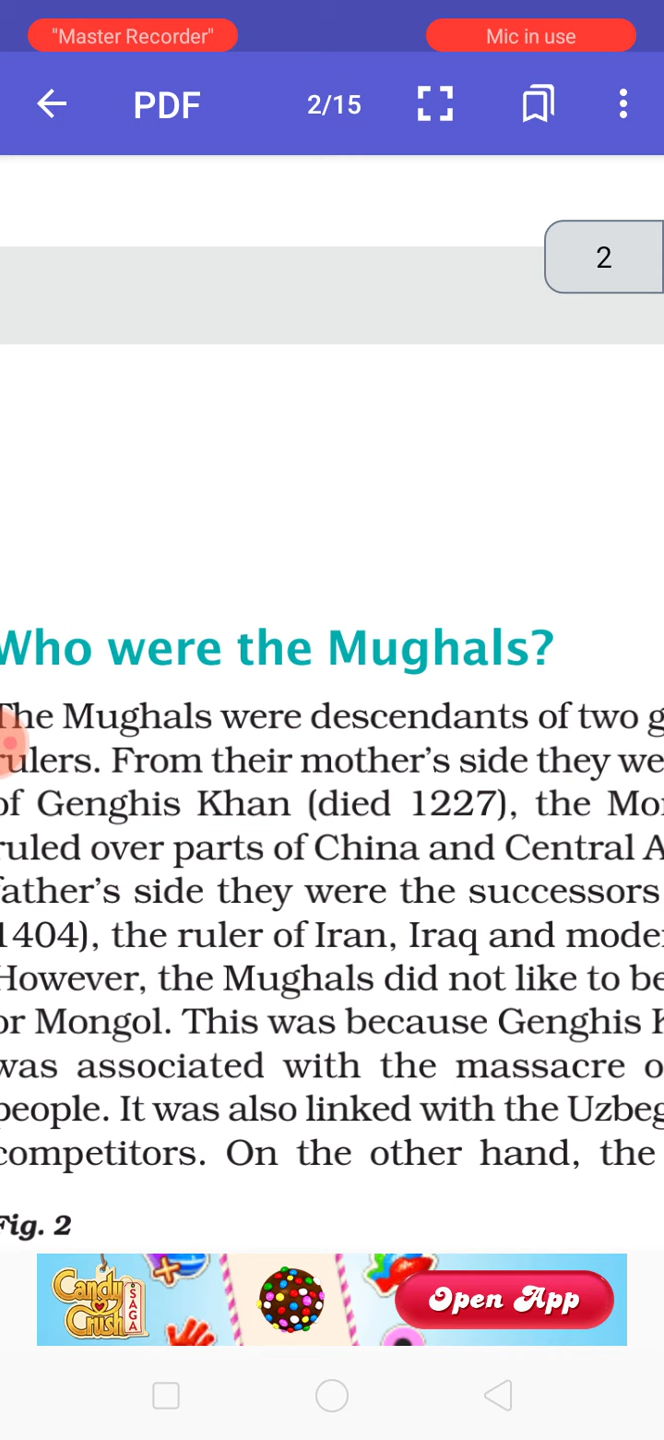 "Master Recorder" Mic in use
PDF 2/15
2
Who were the Mughals?
The Mughals were descendants of two g
rulers. From their mother's side they we
of Genghis Khan (died 1227), the Mo
ruled over parts of China and Central A
father's side they were the successors
1404), the ruler of Iran, Iraq and mode
However, the Mughals did not like to be
or Mongol. This was because Genghis K
was associated with the massacre o
people. It was also linked with the Uzbeg
competitors. On the other hand, the
Fig. 2
Candy Crush SAGA Open App